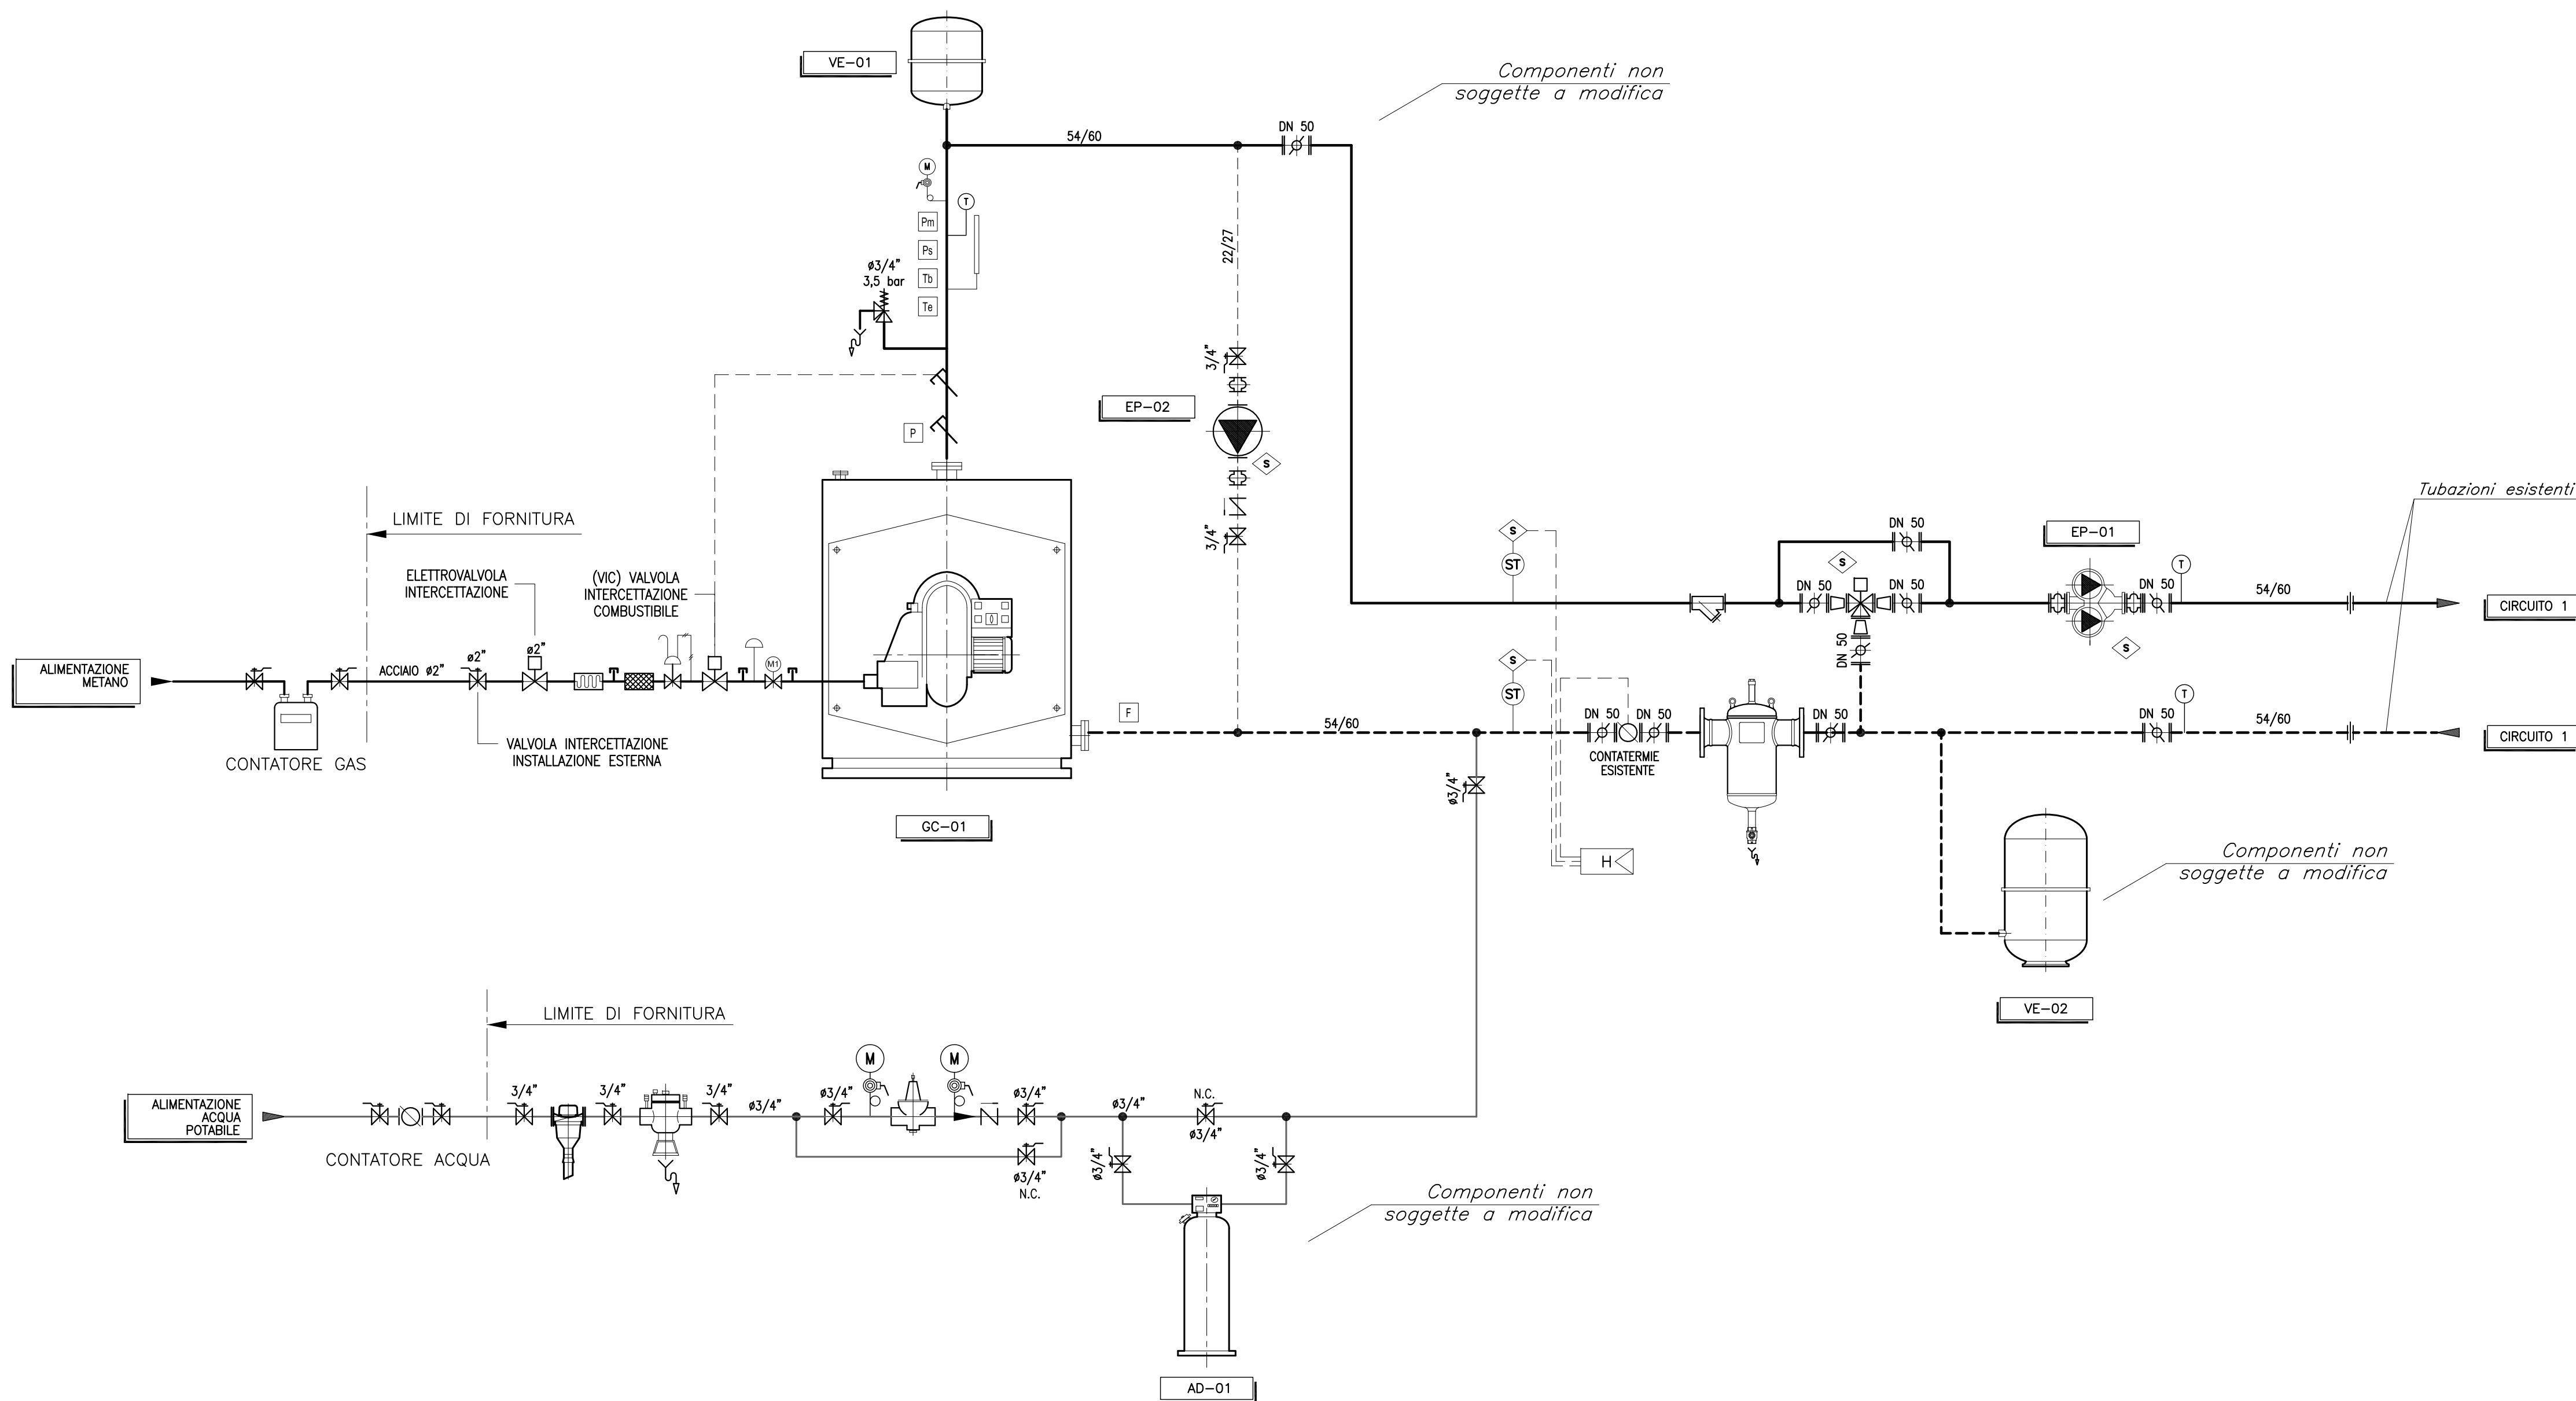 VE-01
Componenti non
soggette a modifica
54/60
DN 50
M
T
Pm
Ps
Tb
Te
ø3/4"
3,5 bar
22/27
3/4"
EP-02
S
3/4"
P
LIMITE DI FORNITURA
ELETTROVALVOLA
INTERCETTAZIONE
(VIC) VALVOLA
INTERCETTAZIONE
COMBUSTIBILE
ALIMENTAZIONE
METANO
ACCIAIO ø2"
ø2"
ø2"
M1
CONTATORE GAS
VALVOLA INTERCETTAZIONE
INSTALLAZIONE ESTERNA
GC-01
F
54/60
S
ST
S
ST
DN 50
DN 50
CONTATERMIE
ESISTENTE
H
DN 50
DN 50
S
DN 50
DN 50
DN 50
EP-01
S
DN 50
T
54/60
Tubazioni esistenti
CIRCUITO 1
DN 50
T
54/60
CIRCUITO 1
ø3/4"
Componenti non
soggette a modifica
VE-02
LIMITE DI FORNITURA
ALIMENTAZIONE
ACQUA
POTABILE
CONTATORE ACQUA
3/4"
3/4"
3/4"
ø3/4"
ø3/4"
M
M
ø3/4"
ø3/4"
N.C.
ø3/4"
N.C.
ø3/4"
ø3/4"
ø3/4"
Componenti non
soggette a modifica
AD-01